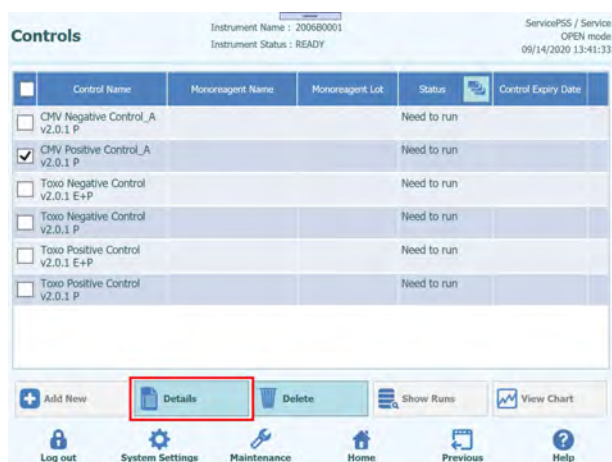 Controls
Instrument Name : 200680001
Instrument Status : READY
ServicePSS / Service
OPEN mode
09/14/2020 13:41:33
Control Name Monoreagent Name Monoreagent Lot Status Control Expiry Date
CMV Negative Control_A
v2.0.1 P
Need to run
CMV Positive Control_A
v2.0.1 P
Need to run
Toxo Negative Control
v2.0.1 E+P
Need to run
Toxo Negative Control
v2.0.1 P
Need to run
Toxo Positive Control
v2.0.1 E+P
Need to run
Toxo Positive Control
v2.0.1 P
Need to run
Add New Details Delete Show Runs View Chart
Log out System Settings Maintenance Home Previous Help